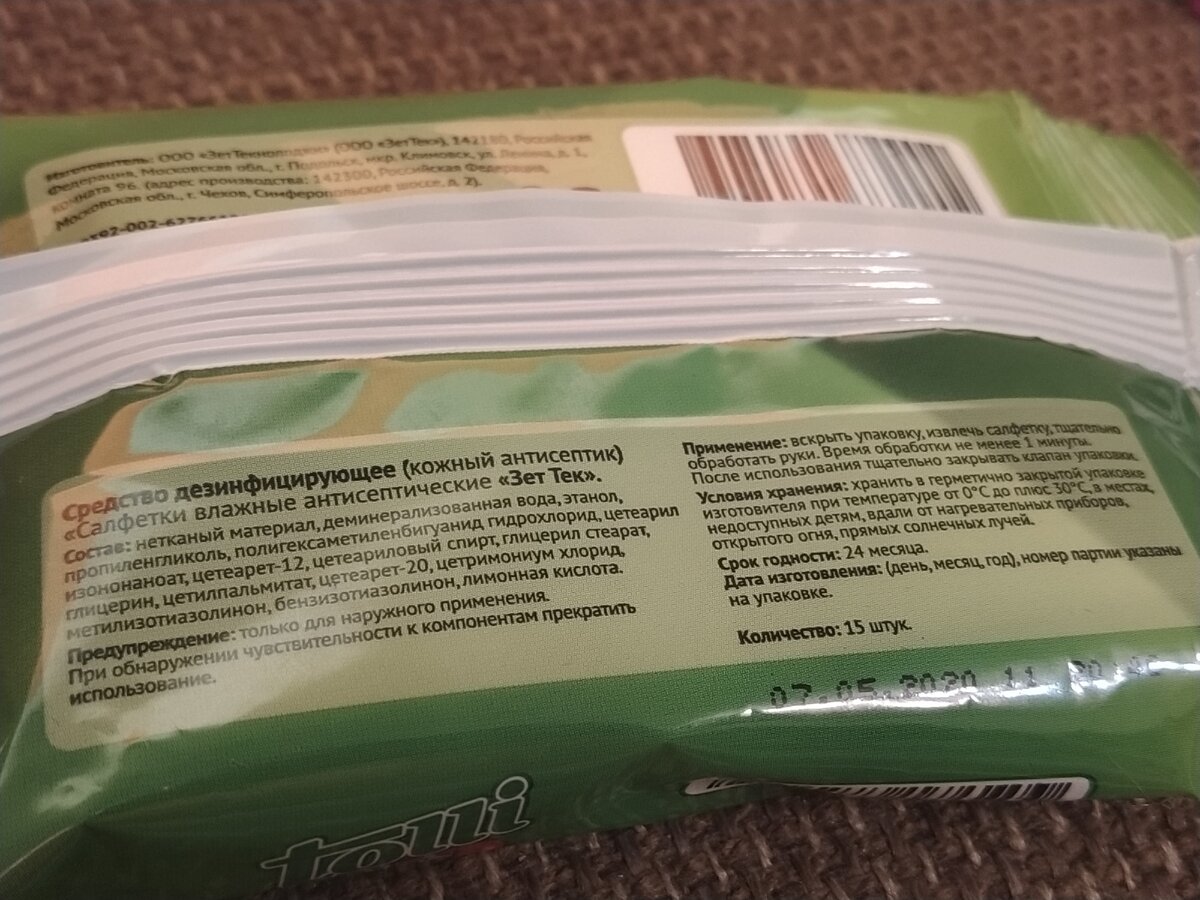 Изготовитель: ООО «ЗетТехнолоджи» (ООО «ЗетТек»), 142180, Российская
Федерация, Московская обл., г. Подольск, мкр. Климовск, ул. Ленина, д. 1,
комната 96. (адрес производства: 142300, Российская Федерация,
Московская обл., г. Чехов, Симферопольское шоссе, д. 2).
Средство дезинфицирующее (кожный антисептик)
«Салфетки влажные антисептические «Зет Тек».
Состав: нетканый материал, деминерализованная вода, этанол,
пропиленгликоль, полигексаметиленбигуанид гидрохлорид, цетеарил
изононаноат, цетеарет-12, цетеариловый спирт, глицерил стеарат,
глицерин, цетилпальмитат, цетеарет-20, цетримониум хлорид,
метилизотиазолинон, бензизотиазолинон, лимонная кислота.
Предупреждение: только для наружного применения.
При обнаружении чувствительности к компонентам прекратить
использование.
Применение: вскрыть упаковку, извлечь салфетку, тщательно
обработать руки. Время обработки не менее 1 минуты.
После использования тщательно закрывать клапан упаковки.
Условия хранения: хранить в герметично закрытой упаковке
изготовителя при температуре от 0°С до плюс 30°С, в местах,
недоступных детям, вдали от нагревательных приборов,
открытого огня, прямых солнечных лучей.
Срок годности: 24 месяца.
Дата изготовления: (день, месяц, год), номер партии указаны
на упаковке.
Количество: 15 штук.
07.05.2020 11
tolli